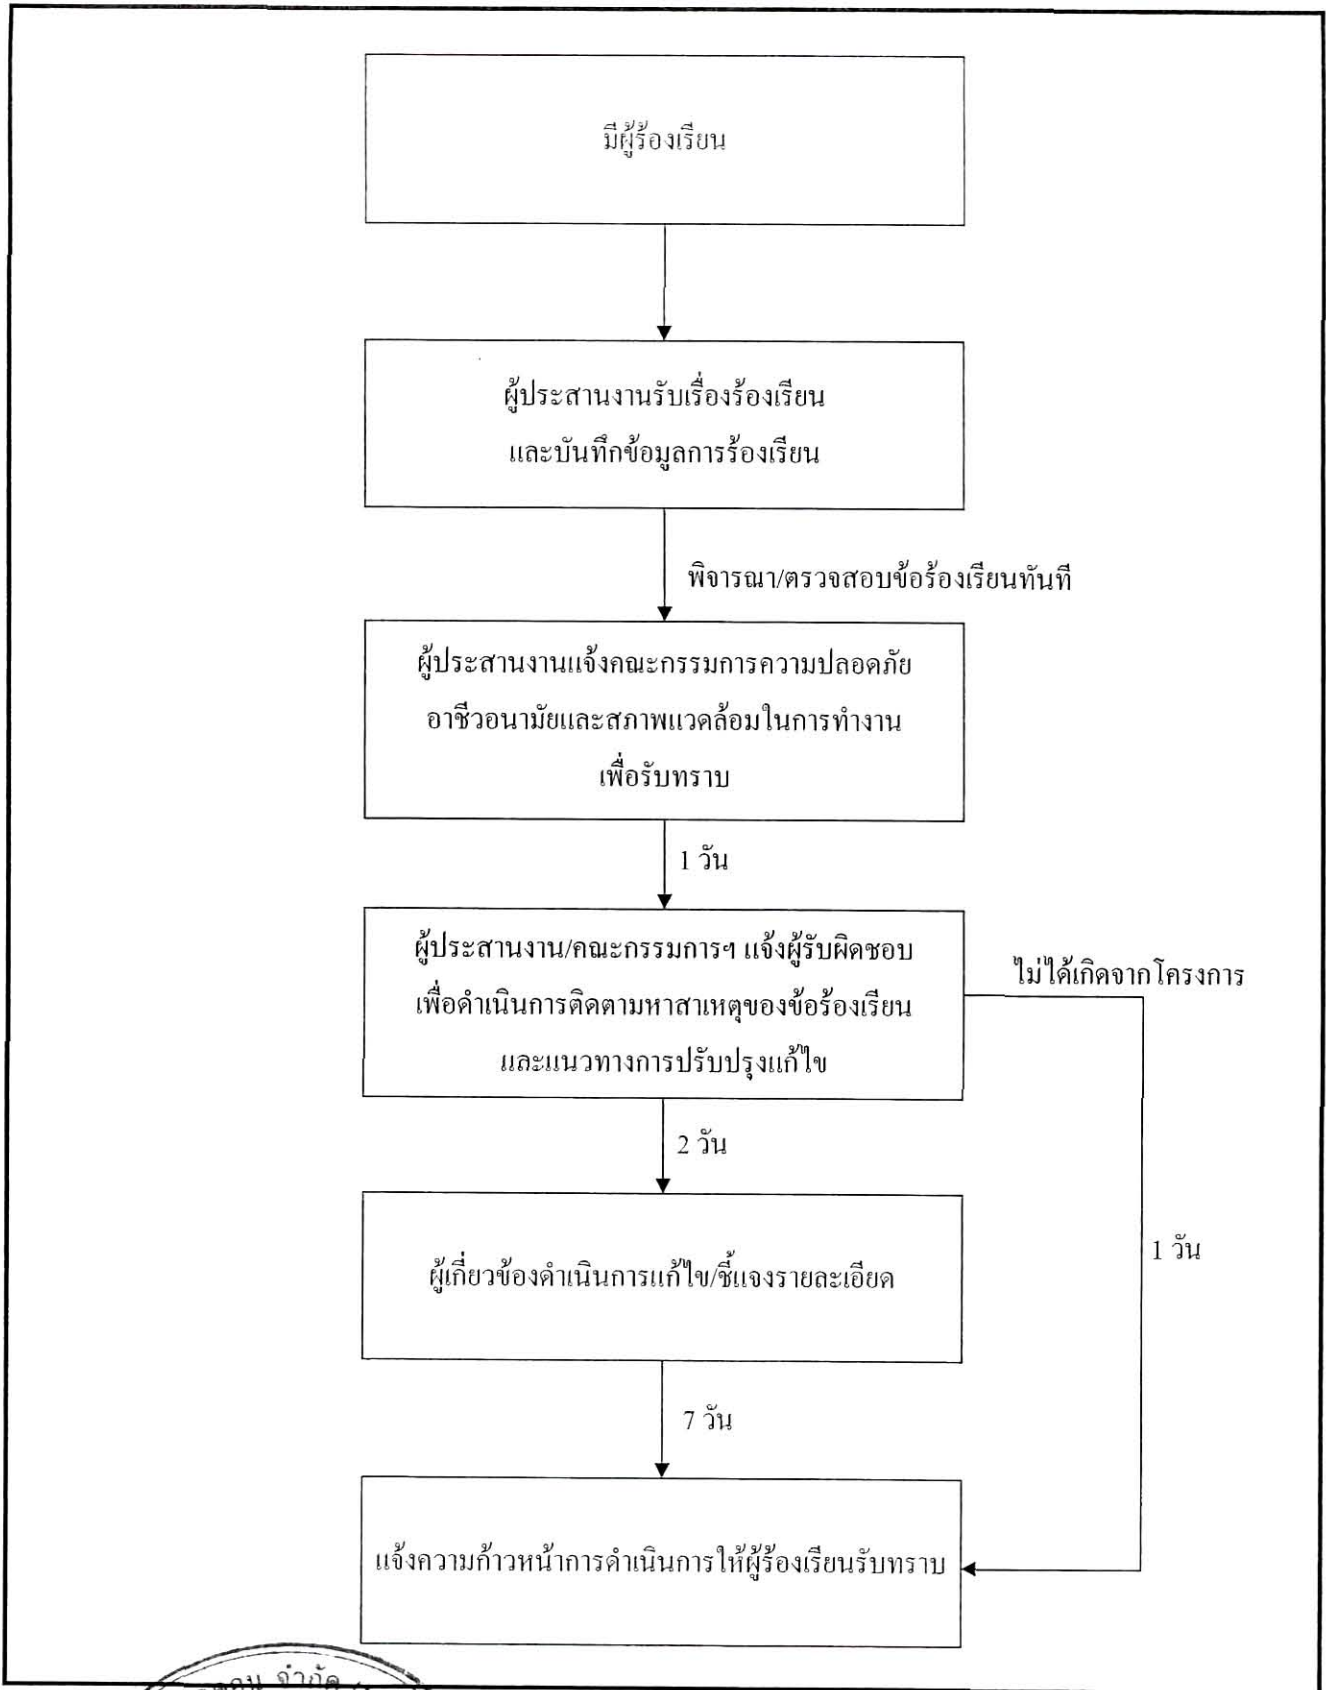 มีผู้ร้องเรียน
ผู้ประสานงานรับเรื่องร้องเรียน
และบันทึกข้อมูลการร้องเรียน
พิจารณา/ตรวจสอบข้อร้องเรียนทันที
ผู้ประสานงานแจ้งคณะกรรมการความปลอดภัย
อาชีวอนามัยและสภาพแวดล้อมในการทำงาน
เพื่อรับทราบ
1 วัน
ผู้ประสานงาน/คณะกรรมการฯ แจ้งผู้รับผิดชอบ
เพื่อดำเนินการติดตามหาสาเหตุของข้อร้องเรียน
และแนวทางการปรับปรุงแก้ไข
ไม่ได้เกิดจากโครงการ
2 วัน
1 วัน
ผู้เกี่ยวข้องดำเนินการแก้ไข/ชี้แจงรายละเอียด
7 วัน
แจ้งความก้าวหน้าการดำเนินการให้ผู้ร้องเรียนรับทราบ
จำกัด